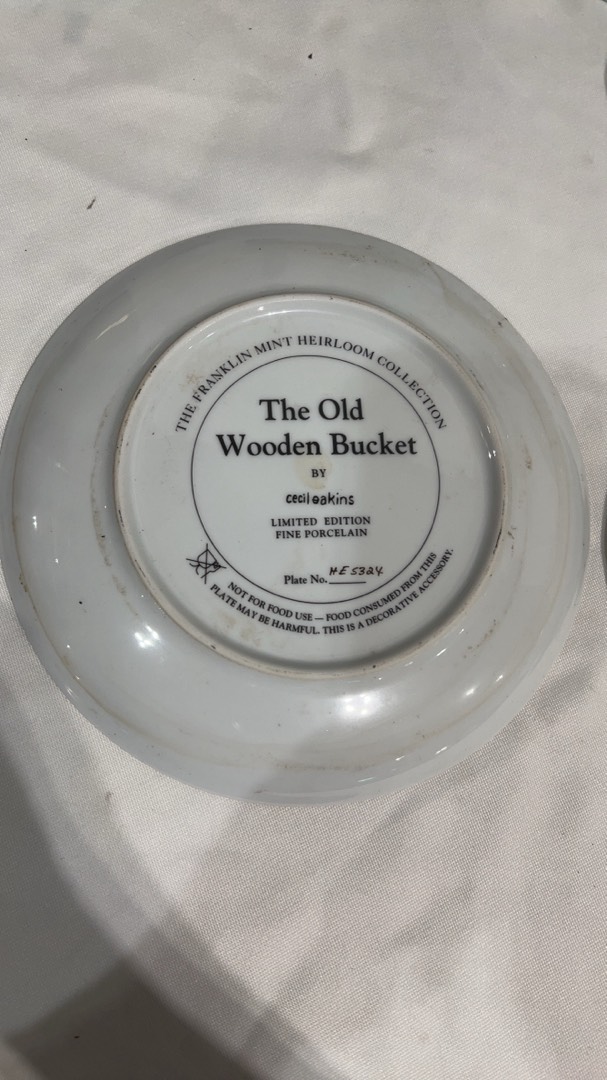 THE FRANKLIN MINT HEIRLOOM COLLECTION
The Old
Wooden Bucket
BY
cecil eakins
LIMITED EDITION
FINE PORCELAIN
Plate No. HE5324
NOT FOR FOOD USE — FOOD CONSUMED FROM THIS
PLATE MAY BE HARMFUL. THIS IS A DECORATIVE ACCESSORY.